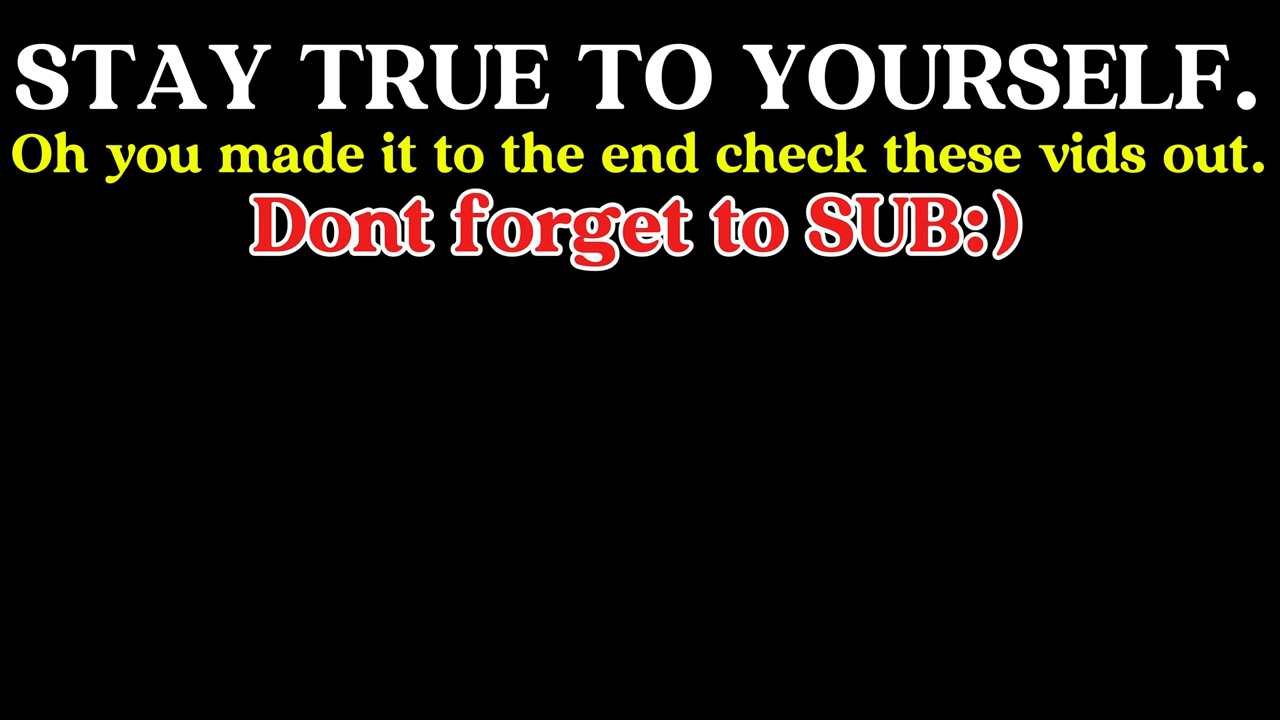 STAY TRUE TO YOURSELF.
Oh you made it to the end check these vids out.
Dont forget to SUB:)